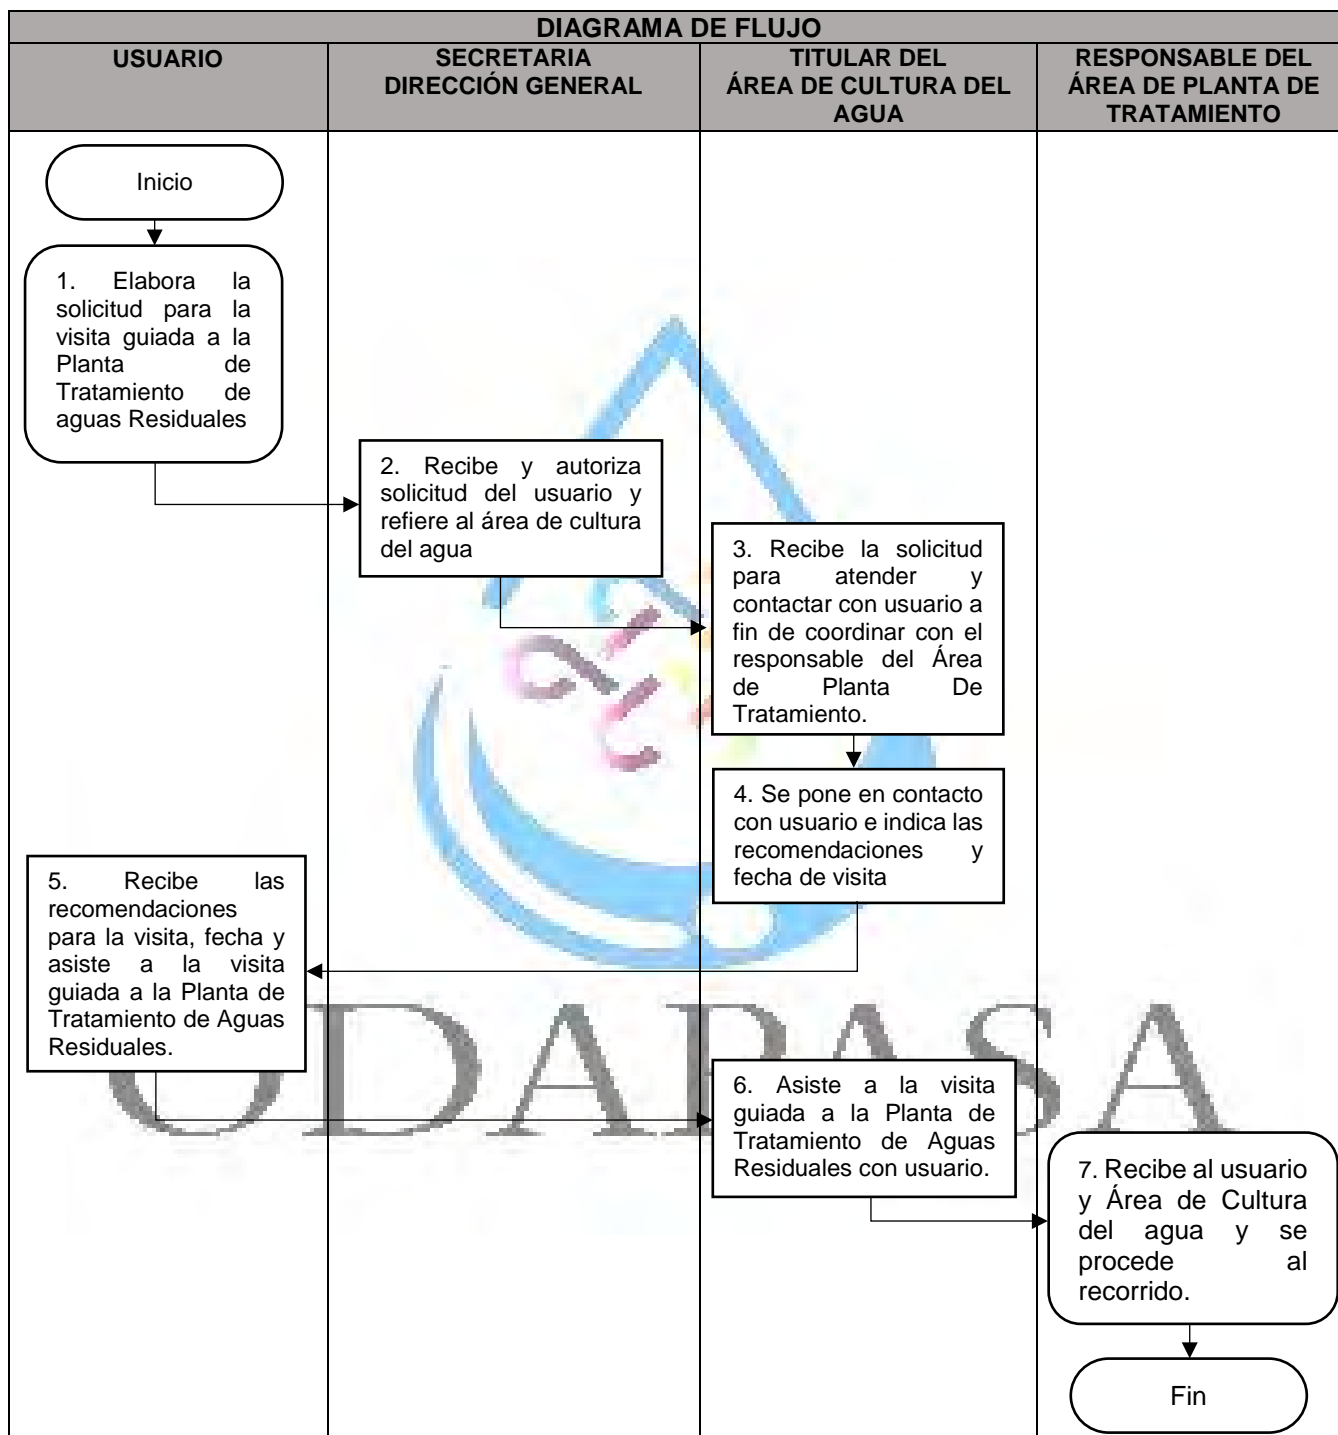 DIAGRAMA DE FLUJO
USUARIO
SECRETARIA
DIRECCIÓN GENERAL
TITULAR DEL
ÁREA DE CULTURA DEL
AGUA
RESPONSABLE DEL
ÁREA DE PLANTA DE
TRATAMIENTO
Inicio
1. Elabora la
solicitud para la
visita guiada a la
Planta de
Tratamiento de
aguas Residuales
2. Recibe y autoriza
solicitud del usuario y
refiere al área de cultura
del agua
3. Recibe la solicitud
para atender y
contactar con usuario a
fin de coordinar con el
responsable del Área
de Planta De
Tratamiento.
4. Se pone en contacto
con usuario e indica las
recomendaciones y
fecha de visita
5. Recibe las
recomendaciones
para la visita, fecha y
asiste a la visita
guiada a la Planta de
Tratamiento de Aguas
Residuales.
6. Asiste a la visita
guiada a la Planta de
Tratamiento de Aguas
Residuales con usuario.
7. Recibe al usuario
y Área de Cultura
del agua y se
procede al
recorrido.
Fin
ODAPASA